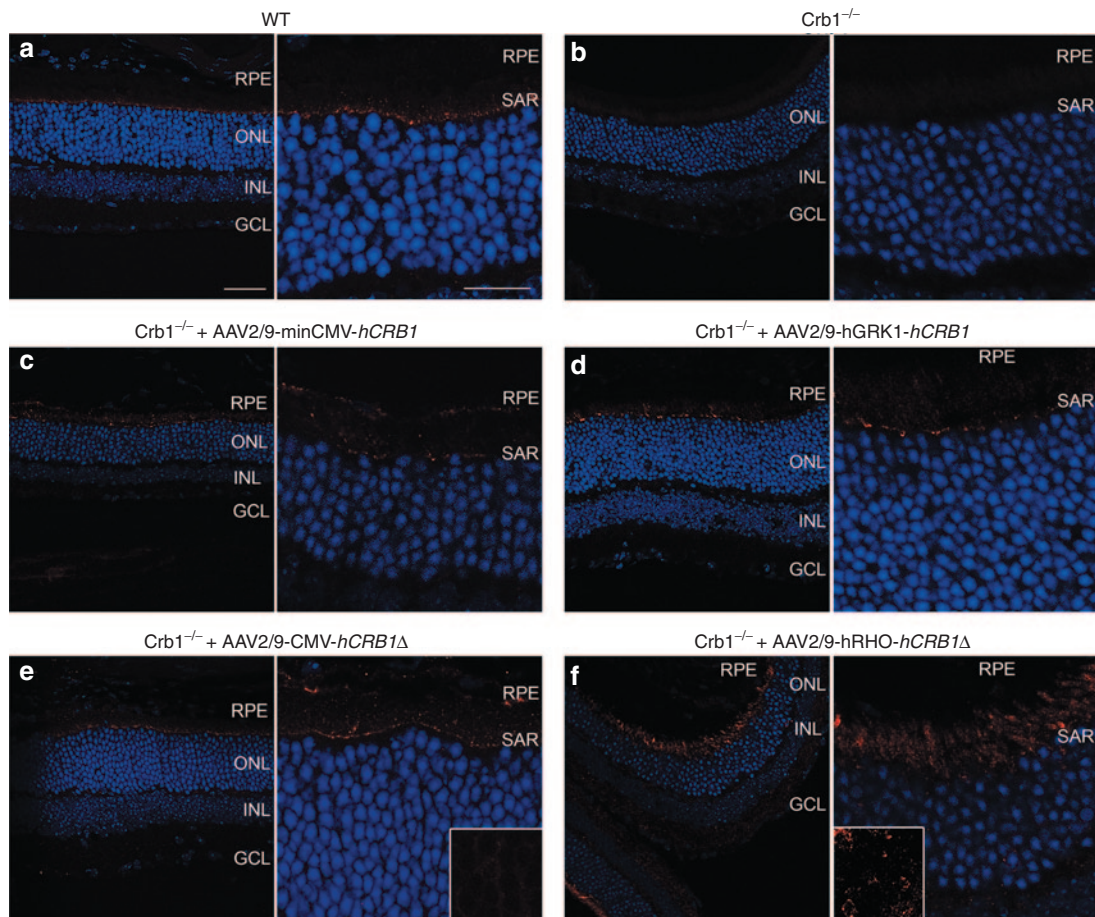 WT
a
RPE
ONL
INL
GCL
RPE
SAR
Crb1−/−
b
ONL
INL
GCL
RPE
SAR
Crb1−/− + AAV2/9-minCMV-hCRB1
c
RPE
ONL
INL
GCL
RPE
SAR
Crb1−/− + AAV2/9-hGRK1-hCRB1
d
RPE
ONL
INL
GCL
RPE
SAR
Crb1−/− + AAV2/9-CMV-hCRB1Δ
e
RPE
ONL
INL
GCL
RPE
SAR
Crb1−/− + AAV2/9-hRHO-hCRB1Δ
f
RPE
ONL
INL
GCL
RPE
SAR